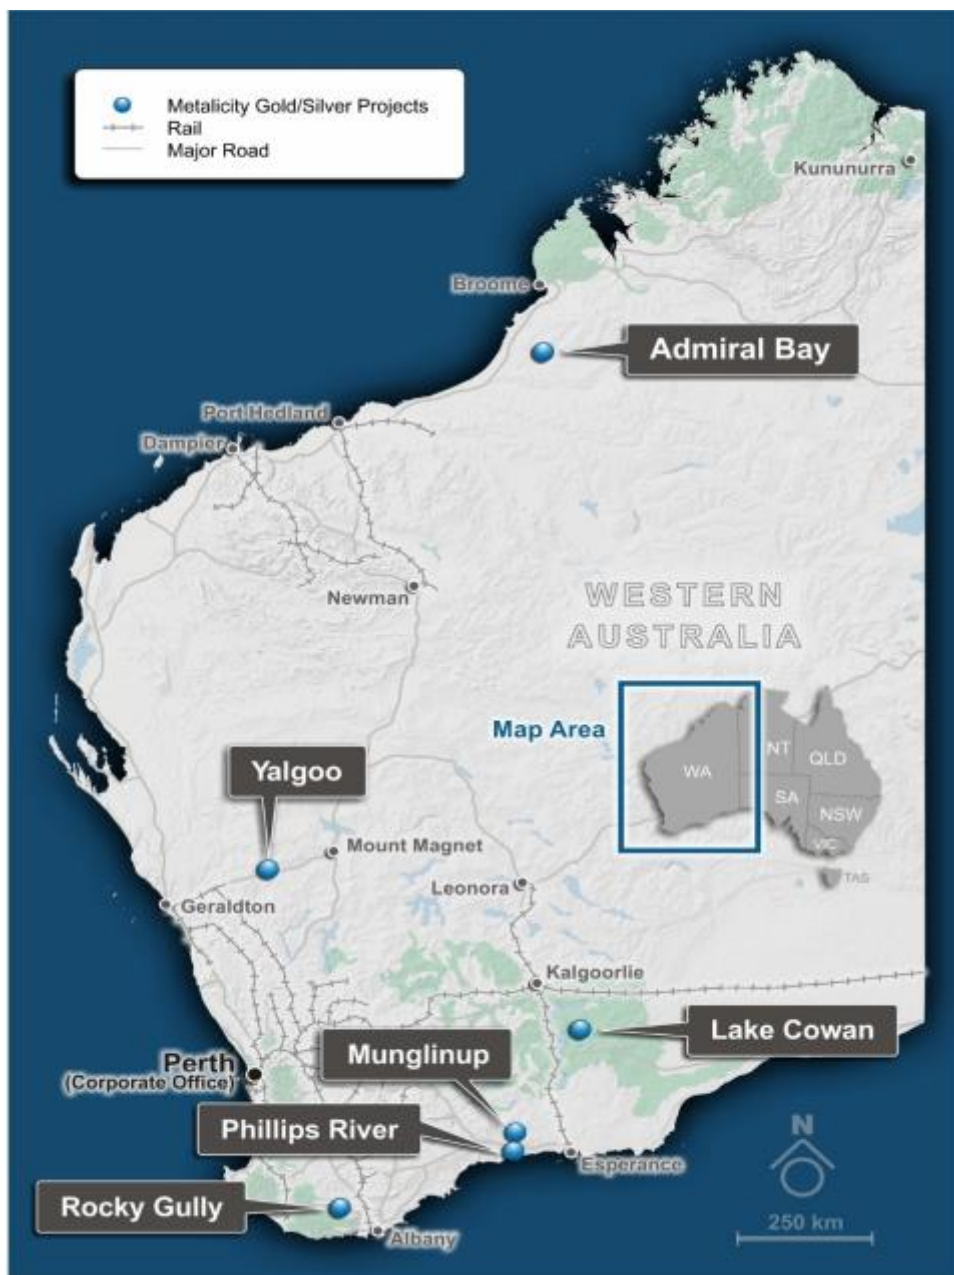 Metalicity Gold/Silver Projects
Rail
Major Road
Kununurra
Broome
Admiral Bay
Port Hedland
Dampier
Newman
WESTERN
AUSTRALIA
Map Area
WA
NT
QLD
SA
NSW
VIC
TAS
Yalgoo
Mount Magnet
Leonora
Geraldton
Kalgoorlie
Lake Cowan
Munglinup
Perth
(Corporate Office)
Phillips River
Esperance
N
Rocky Gully
Albany
250 km